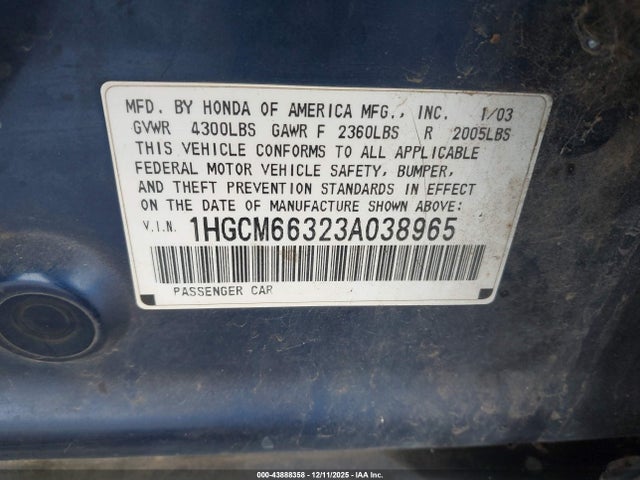 MFD. BY HONDA OF AMERICA MFG., INC. 1/03
GVWR 4300LBS GAWR F 2360LBS R 2005LBS
THIS VEHICLE CONFORMS TO ALL APPLICABLE
FEDERAL MOTOR VEHICLE SAFETY, BUMPER,
AND THEFT PREVENTION STANDARDS IN EFFECT
ON THE DATE OF MANUFACTURE SHOWN ABOVE:
V.I.N. 1HGCM66323A038965
PASSENGER CAR
000-43888358 - 12/11/2025 - IAA Inc.